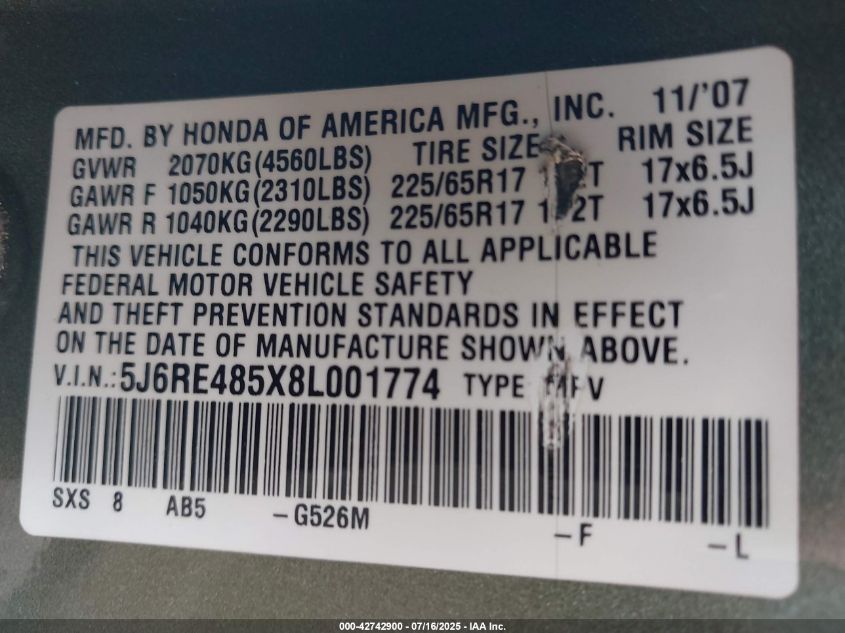 MFD. BY HONDA OF AMERICA MFG., INC. 11/'07
GVWR 2070KG(4560LBS) TIRE SIZE RIM SIZE
GAWR F 1050KG(2310LBS) 225/65R17 17x6.5J
GAWR R 1040KG(2290LBS) 225/65R17 17x6.5J
THIS VEHICLE CONFORMS TO ALL APPLICABLE
FEDERAL MOTOR VEHICLE SAFETY
AND THEFT PREVENTION STANDARDS IN EFFECT
ON THE DATE OF MANUFACTURE SHOWN ABOVE.
V.I.N.:5J6RE485X8L001774 TYPE MPV
SXS 8 AB5 -G526M -F -L
000-42742900 - 07/16/2025 - IAA Inc.